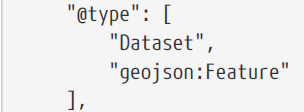 "@type": [
"Dataset",
"geojson:Feature"
],